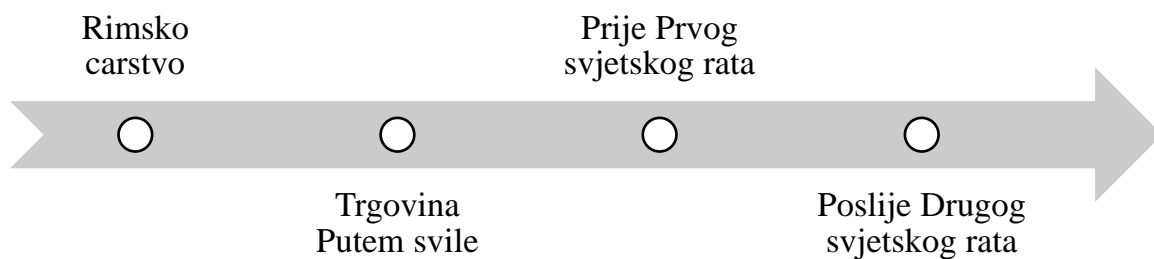 Rimsko
carstvo
Prije Prvog
svjetskog rata
Trgovina
Putem svile
Poslije Drugog
svjetskog rata